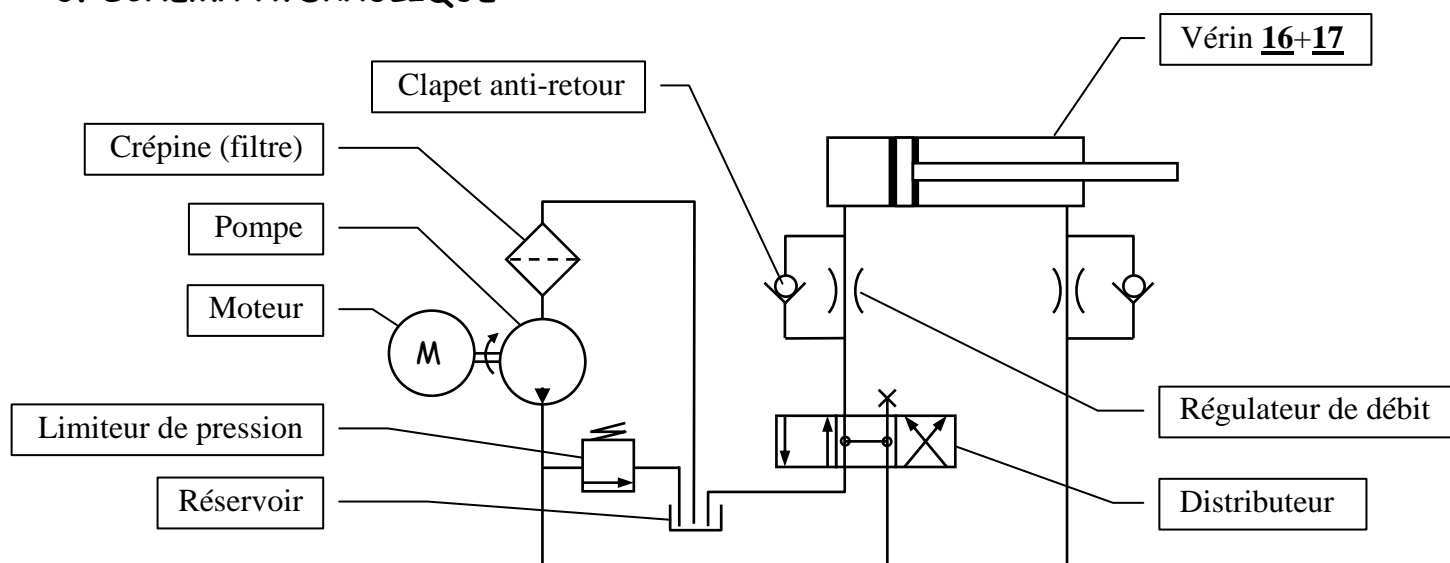 Vérin 16+17
Clapet anti-retour
Crépine (filtre)
Pompe
Moteur
M
Limiteur de pression
Régulateur de débit
Réservoir
Distributeur